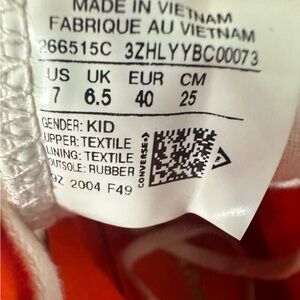 MADE IN VIETNAM
FABRIQUE AU VIETNAM
266515C 3ZHLYYBC00073
US UK EUR CM
7 6.5 40 25
GENDER: KID
UPPER: TEXTILE
LINING: TEXTILE
OUTSOLE: RUBBER
9Z 2004 F49
CONVERSE